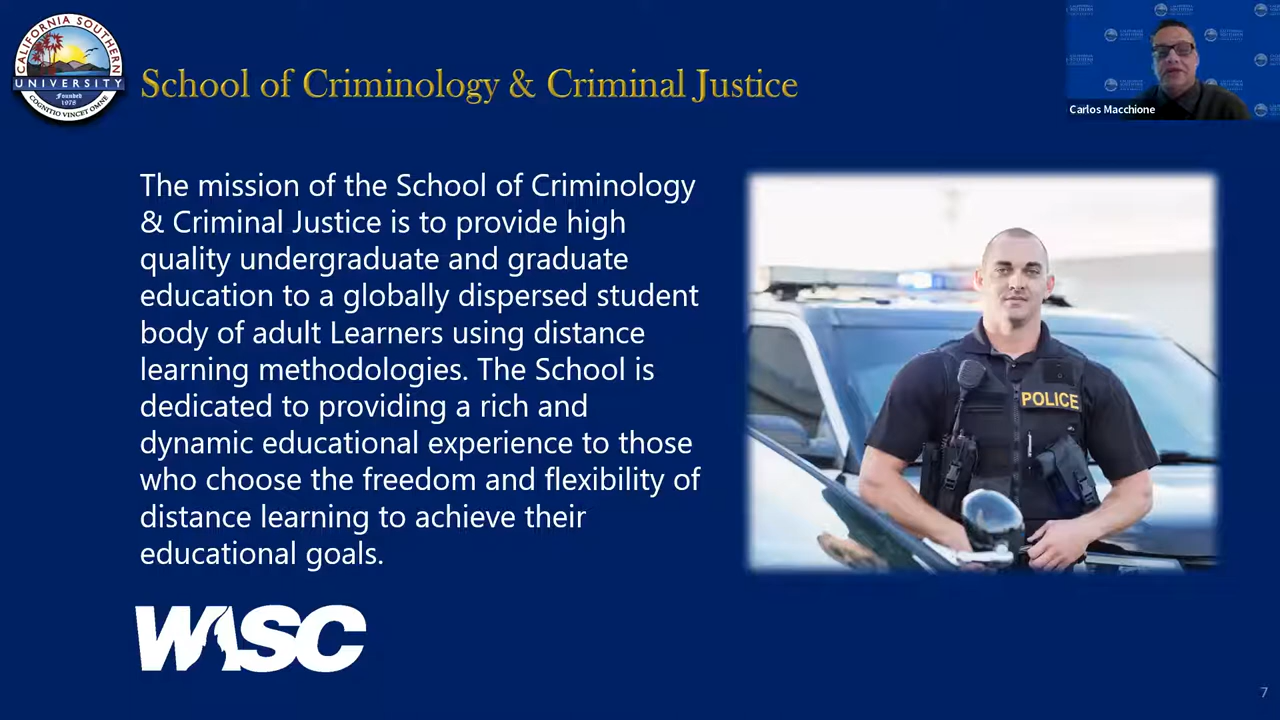 CALIFORNIA SOUTHERN
UNIVERSITY
Founded
1978
COGNITIO VINCET OMNE
School of Criminology & Criminal Justice
Carlos Macchione
The mission of the School of Criminology
& Criminal Justice is to provide high
quality undergraduate and graduate
education to a globally dispersed student
body of adult Learners using distance
learning methodologies. The School is
dedicated to providing a rich and
dynamic educational experience to those
who choose the freedom and flexibility of
distance learning to achieve their
educational goals.
POLICE
WASC
7